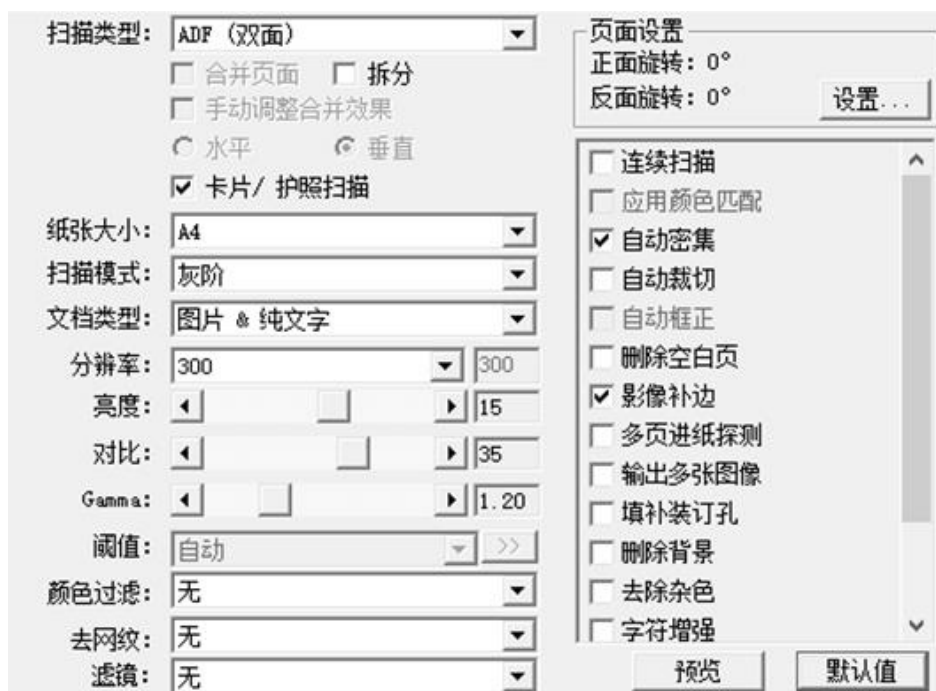 扫描类型: ADF (双面)
合并页面 拆分
手动调整合并效果
水平 垂直
卡片/ 护照扫描
纸张大小: A4
扫描模式: 灰阶
文档类型: 图片 & 纯文字
分辨率: 300 300
亮度: 15
对比: 35
Gamma: 1.20
阈值: 自动 >>
颜色过滤: 无
去网纹: 无
滤镜: 无
页面设置
正面旋转: 0°
反面旋转: 0° 设置...
连续扫描
应用颜色匹配
自动密集
自动裁切
自动框正
删除空白页
影像补边
多页进纸探测
输出多张图像
填补装订孔
删除背景
去除杂色
字符增强
预览 默认值